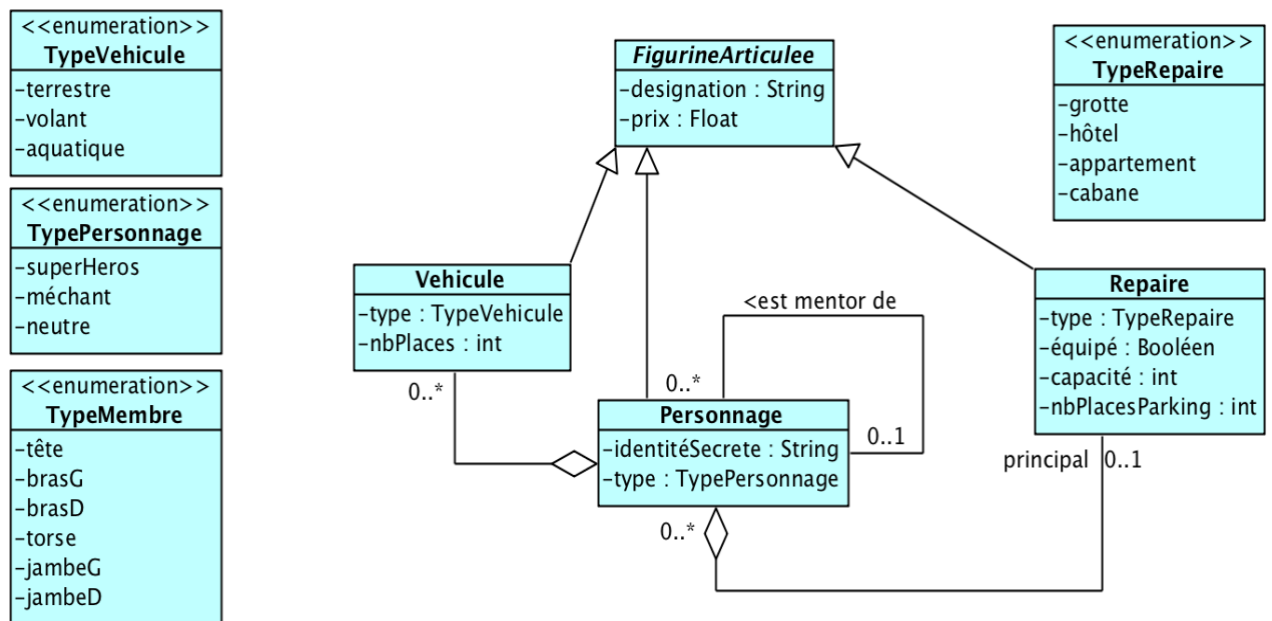 <<enumeration>>
TypeVehicule
-terrestre
-volant
-aquatique
<<enumeration>>
TypePersonnage
-superHeros
-méchant
-neutre
<<enumeration>>
TypeMembre
-tête
-brasG
-brasD
-torse
-jambeG
-jambeD
FigurineArticulee
-designation : String
-prix : Float
<<enumeration>>
TypeRepaire
-grotte
-hôtel
-appartement
-cabane
Vehicule
-type : TypeVehicule
-nbPlaces : int
0..*
<est mentor de
0..*
0..1
Personnage
-identitéSecrete : String
-type : TypePersonnage
0..*
Repaire
-type : TypeRepaire
-équipé : Booléen
-capacité : int
-nbPlacesParking : int
principal 0..1